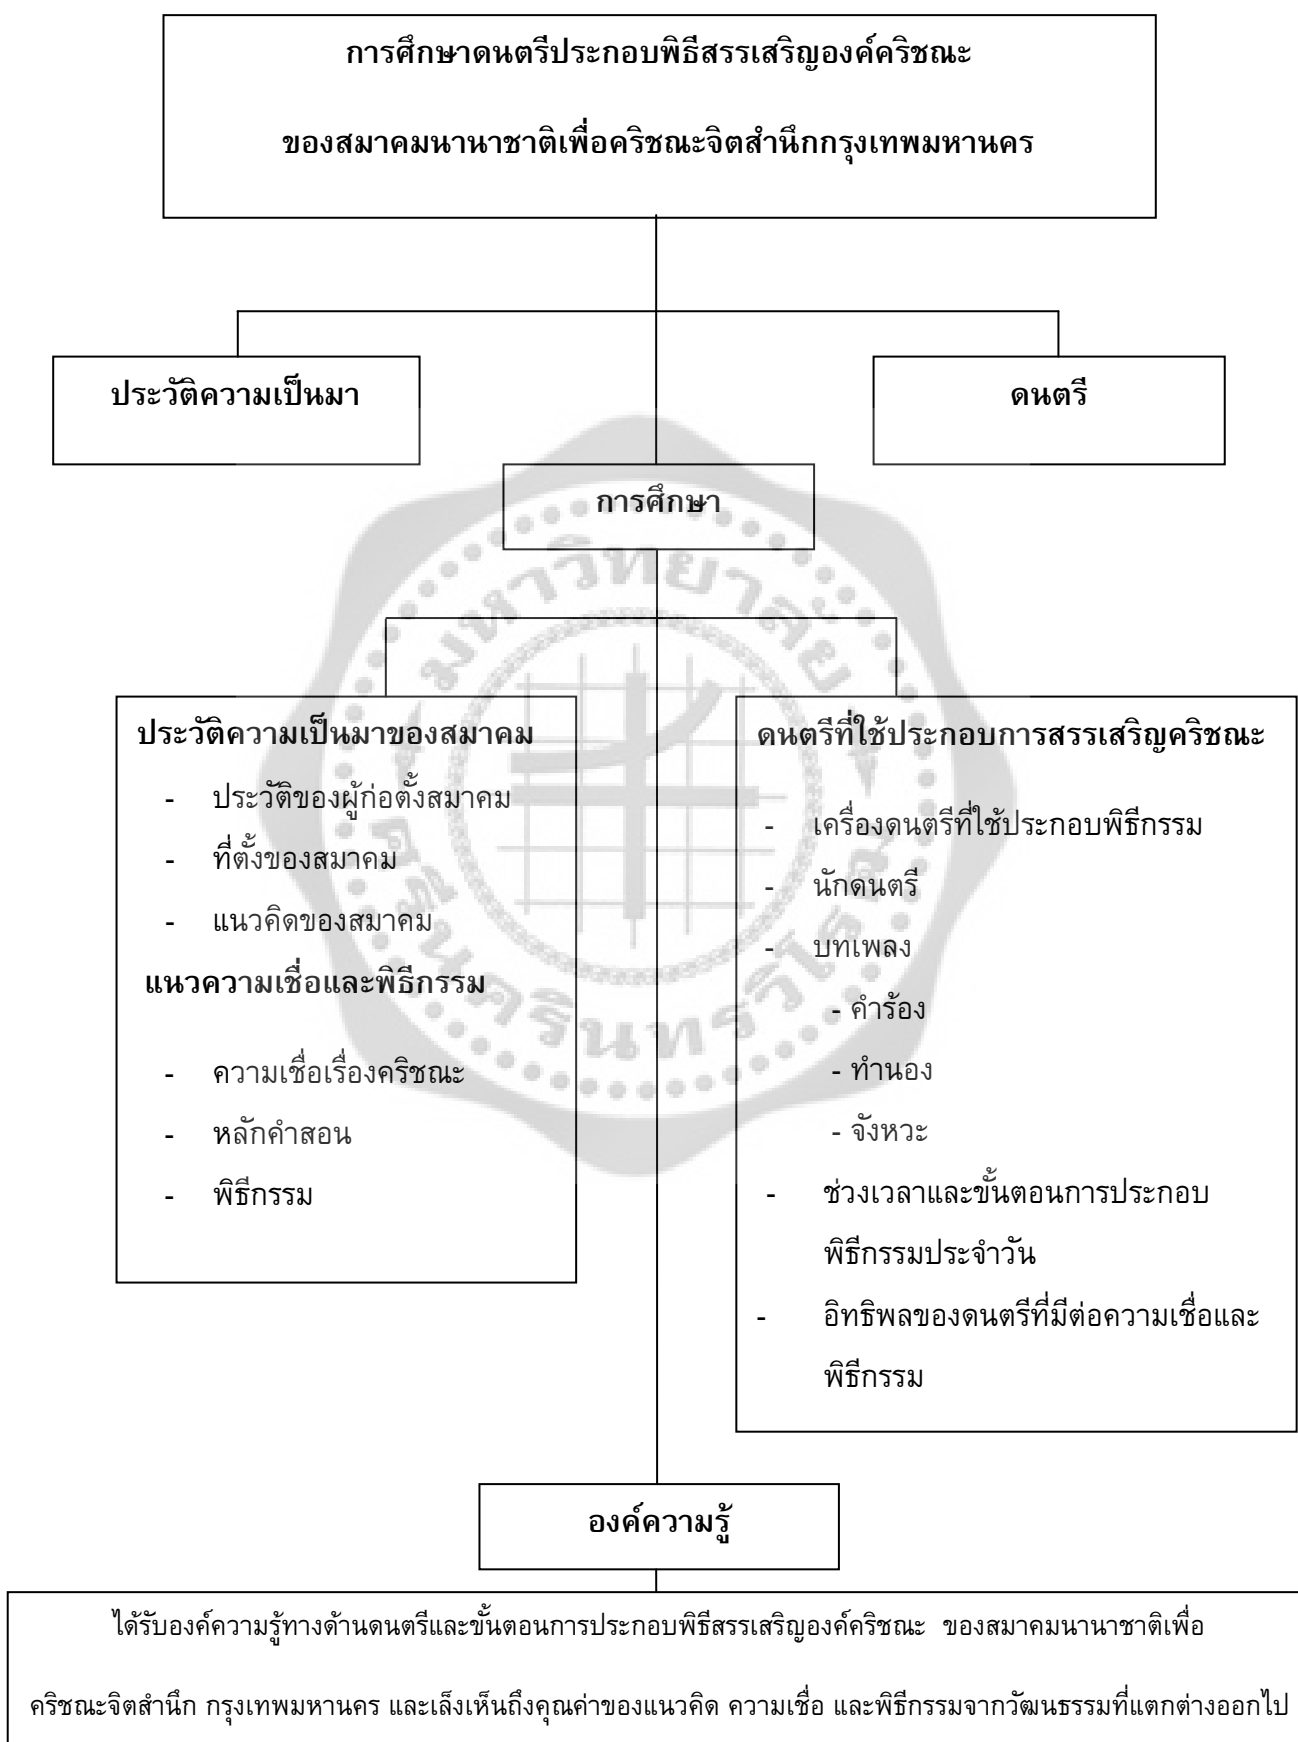 การศึกษาดนตรีประกอบพิธีสรรเสริญองค์คริชณะ
ของสมาคมนานาชาติเพื่อคริชณะจิตสำนึกกรุงเทพมหานคร
ประวัติความเป็นมา
ดนตรี
การศึกษา
ประวัติความเป็นมาของสมาคม
- ประวัติของผู้ก่อตั้งสมาคม
- ที่ตั้งของสมาคม
- แนวคิดของสมาคม
แนวความเชื่อและพิธีกรรม
- ความเชื่อเรื่องคริชณะ
- หลักคำสอน
- พิธีกรรม
ดนตรีที่ใช้ประกอบการสรรเสริญคริชณะ
- เครื่องดนตรีที่ใช้ประกอบพิธีกรรม
- นักดนตรี
- บทเพลง
- คำร้อง
- ทำนอง
- จังหวะ
- ช่วงเวลาและขั้นตอนการประกอบ
พิธีกรรมประจำวัน
- อิทธิพลของดนตรีที่มีต่อความเชื่อและ
พิธีกรรม
องค์ความรู้
ได้รับองค์ความรู้ทางด้านดนตรีและขั้นตอนการประกอบพิธีสรรเสริญองค์คริชณะ ของสมาคมนานาชาติเพื่อ
คริชณะจิตสำนึก กรุงเทพมหานคร และเล็งเห็นถึงคุณค่าของแนวคิด ความเชื่อ และพิธีกรรมจากวัฒนธรรมที่แตกต่างออกไป
มหาวิทยาลัย
ศรีนครินทรวิโรฒ